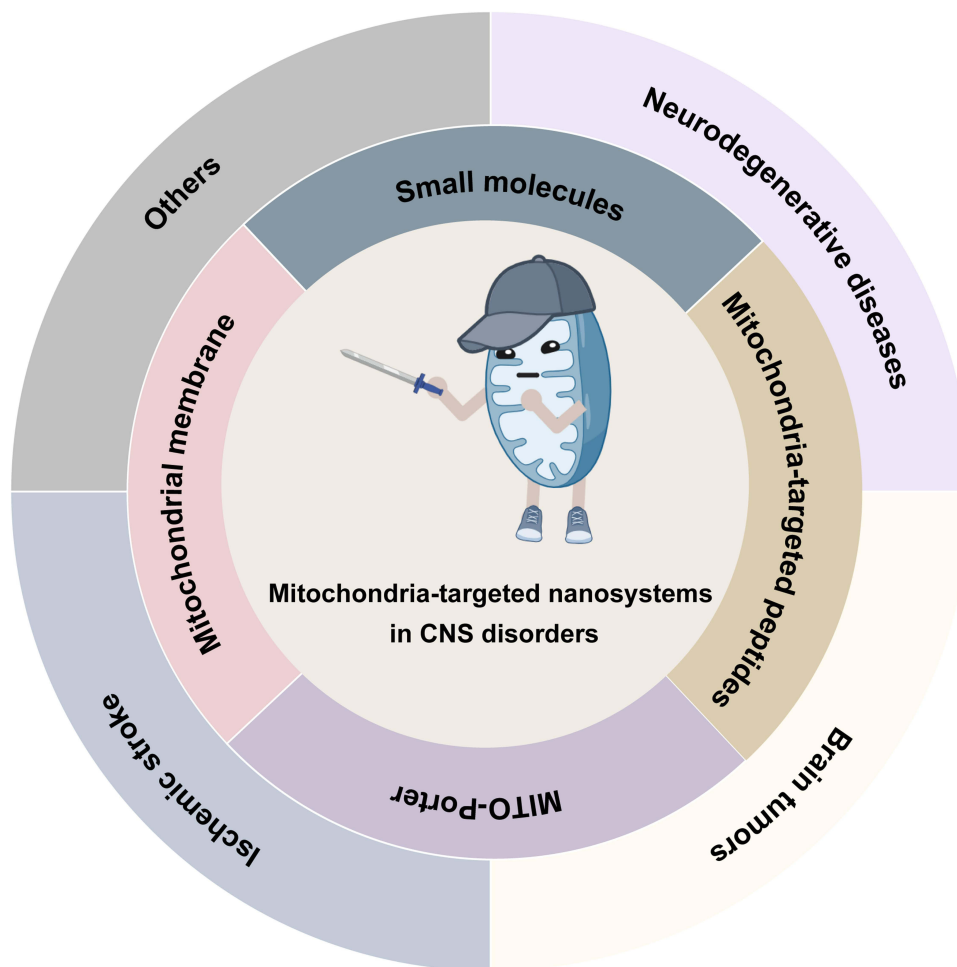 Others
Neurodegenerative diseases
Small molecules
Mitochondrial membrane
Mitochondria-targeted peptides
Mitochondria-targeted nanosystems
in CNS disorders
MITO-Porter
Ischemic stroke
Brain tumors